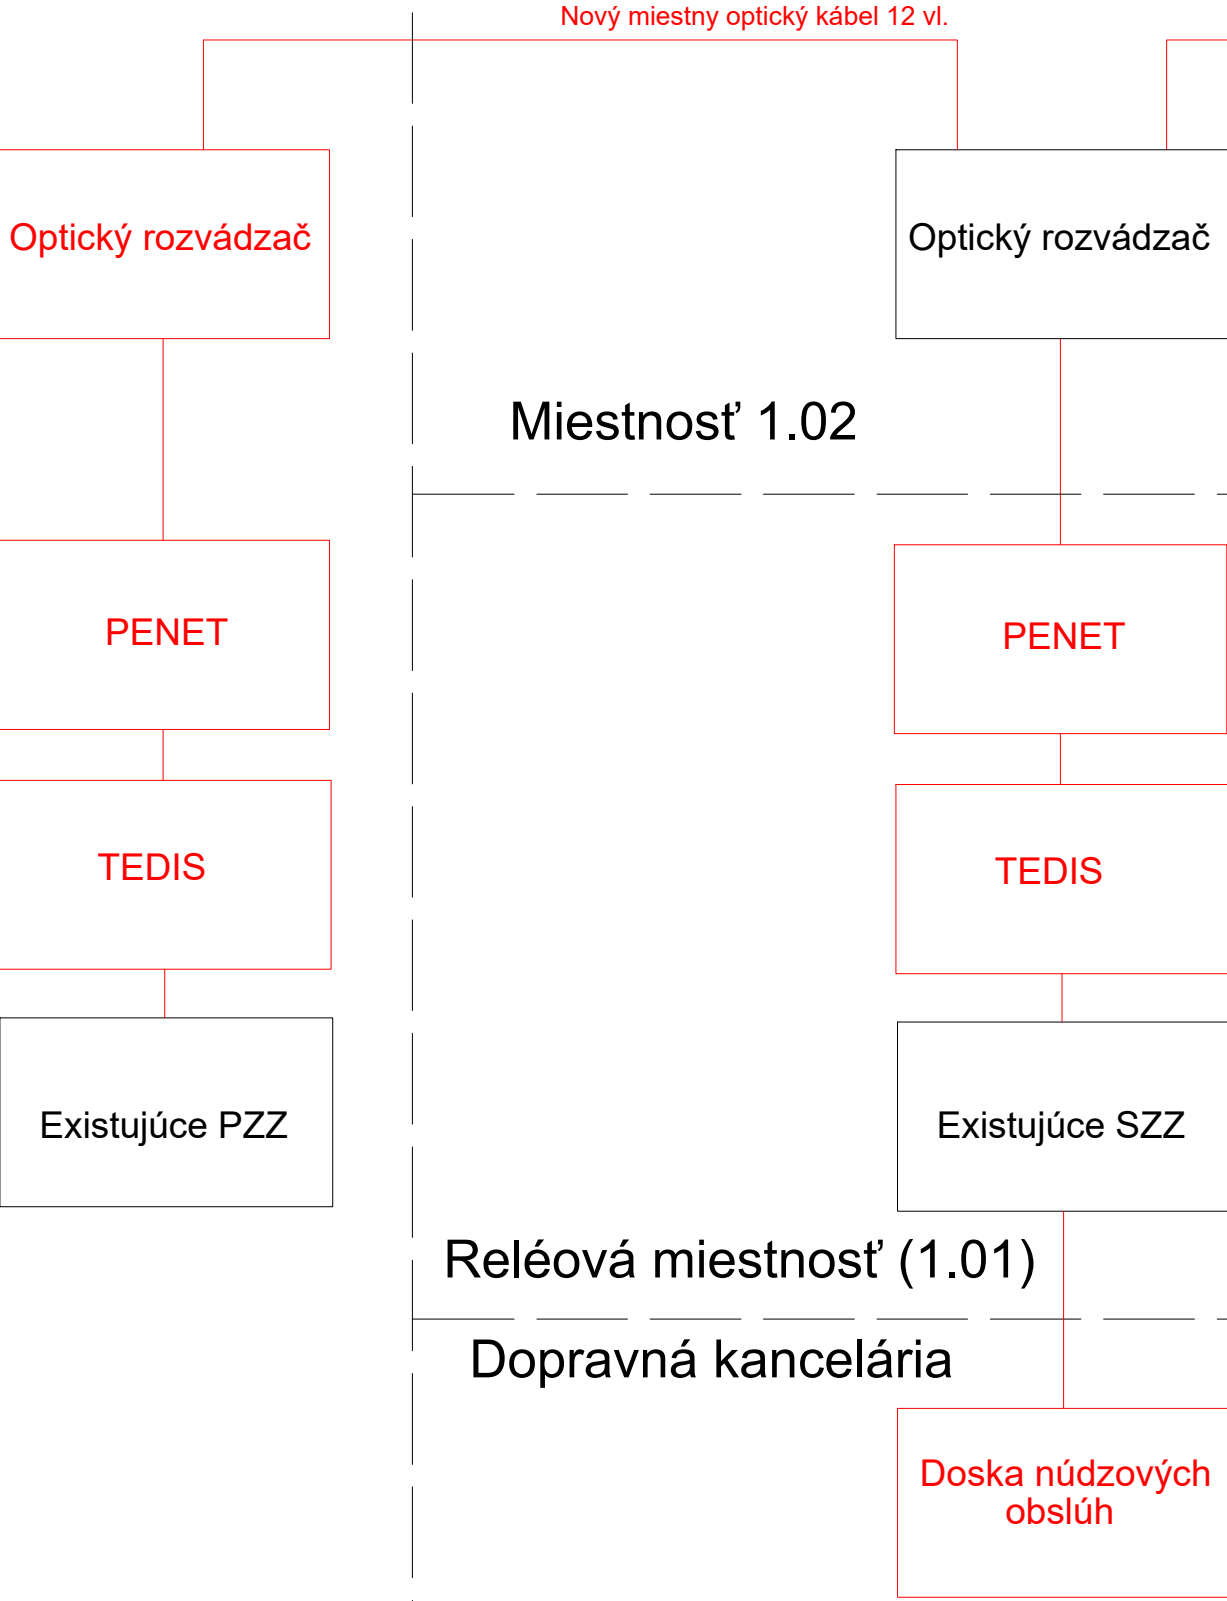 Nový miestny optický kábel 12 vl.
Optický rozvádzač
Optický rozvádzač
Miestnosť 1.02
PENET
PENET
TEDIS
TEDIS
Existujúce PZZ
Existujúce SZZ
Reléová miestnosť (1.01)
Dopravná kancelária
Doska núdzových
obslúh